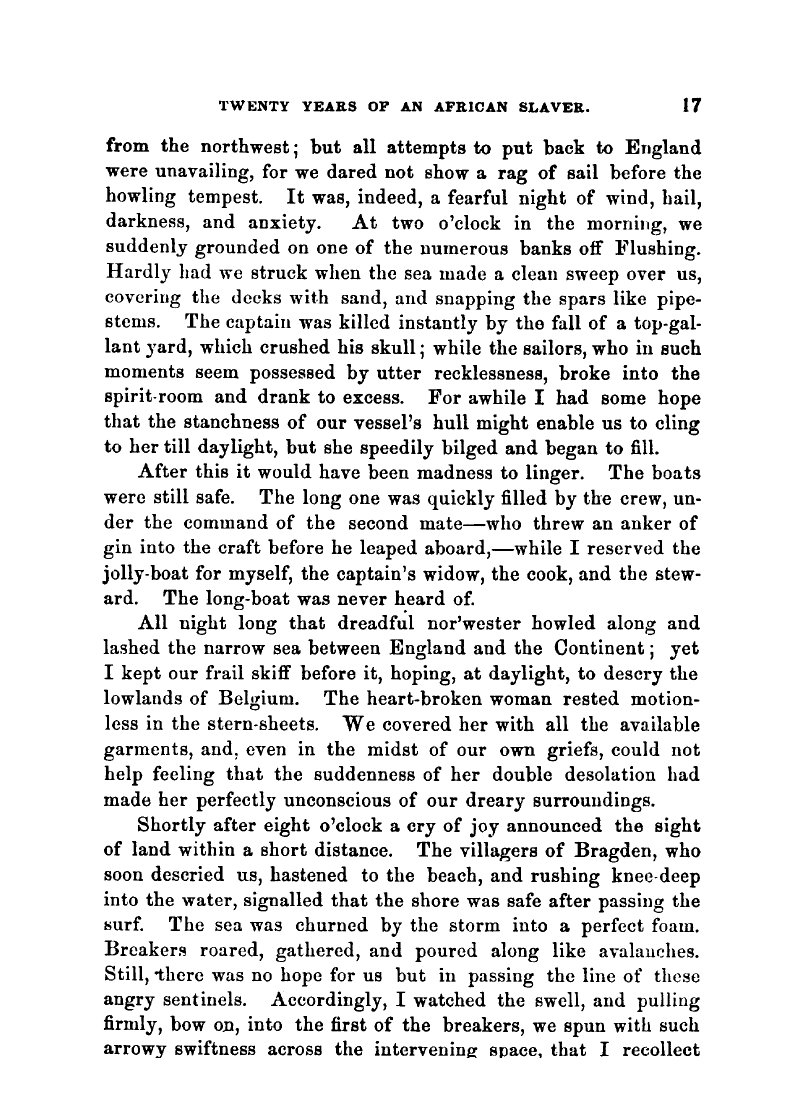 TWENTY YEARS OF AN AFRICAN SLAVER. 17
from the northwest; but all attempts to put back to England
were unavailing, for we dared not show a rag of sail before the
howling tempest. It was, indeed, a fearful night of wind, hail,
darkness, and anxiety. At two o'clock in the morning, we
suddenly grounded on one of the numerous banks off Flushing.
Hardly had we struck when the sea made a clean sweep over us,
covering the decks with sand, and snapping the spars like pipe-
stems. The captain was killed instantly by the fall of a top-gal-
lant yard, which crushed his skull; while the sailors, who in such
moments seem possessed by utter recklessness, broke into the
spirit-room and drank to excess. For awhile I had some hope
that the stanchness of our vessel's hull might enable us to cling
to her till daylight, but she speedily bilged and began to fill.
After this it would have been madness to linger. The boats
were still safe. The long one was quickly filled by the crew, un-
der the command of the second mate—who threw an anker of
gin into the craft before he leaped aboard,—while I reserved the
jolly-boat for myself, the captain's widow, the cook, and the stew-
ard. The long-boat was never heard of.
All night long that dreadful nor'wester howled along and
lashed the narrow sea between England and the Continent; yet
I kept our frail skiff before it, hoping, at daylight, to descry the
lowlands of Belgium. The heart-broken woman rested motion-
less in the stern-sheets. We covered her with all the available
garments, and, even in the midst of our own griefs, could not
help feeling that the suddenness of her double desolation had
made her perfectly unconscious of our dreary surroundings.
Shortly after eight o'clock a cry of joy announced the sight
of land within a short distance. The villagers of Bragden, who
soon descried us, hastened to the beach, and rushing knee-deep
into the water, signalled that the shore was safe after passing the
surf. The sea was churned by the storm into a perfect foam.
Breakers roared, gathered, and poured along like avalanches.
Still, there was no hope for us but in passing the line of these
angry sentinels. Accordingly, I watched the swell, and pulling
firmly, bow on, into the first of the breakers, we spun with such
arrowy swiftness across the intervening space, that I recollect